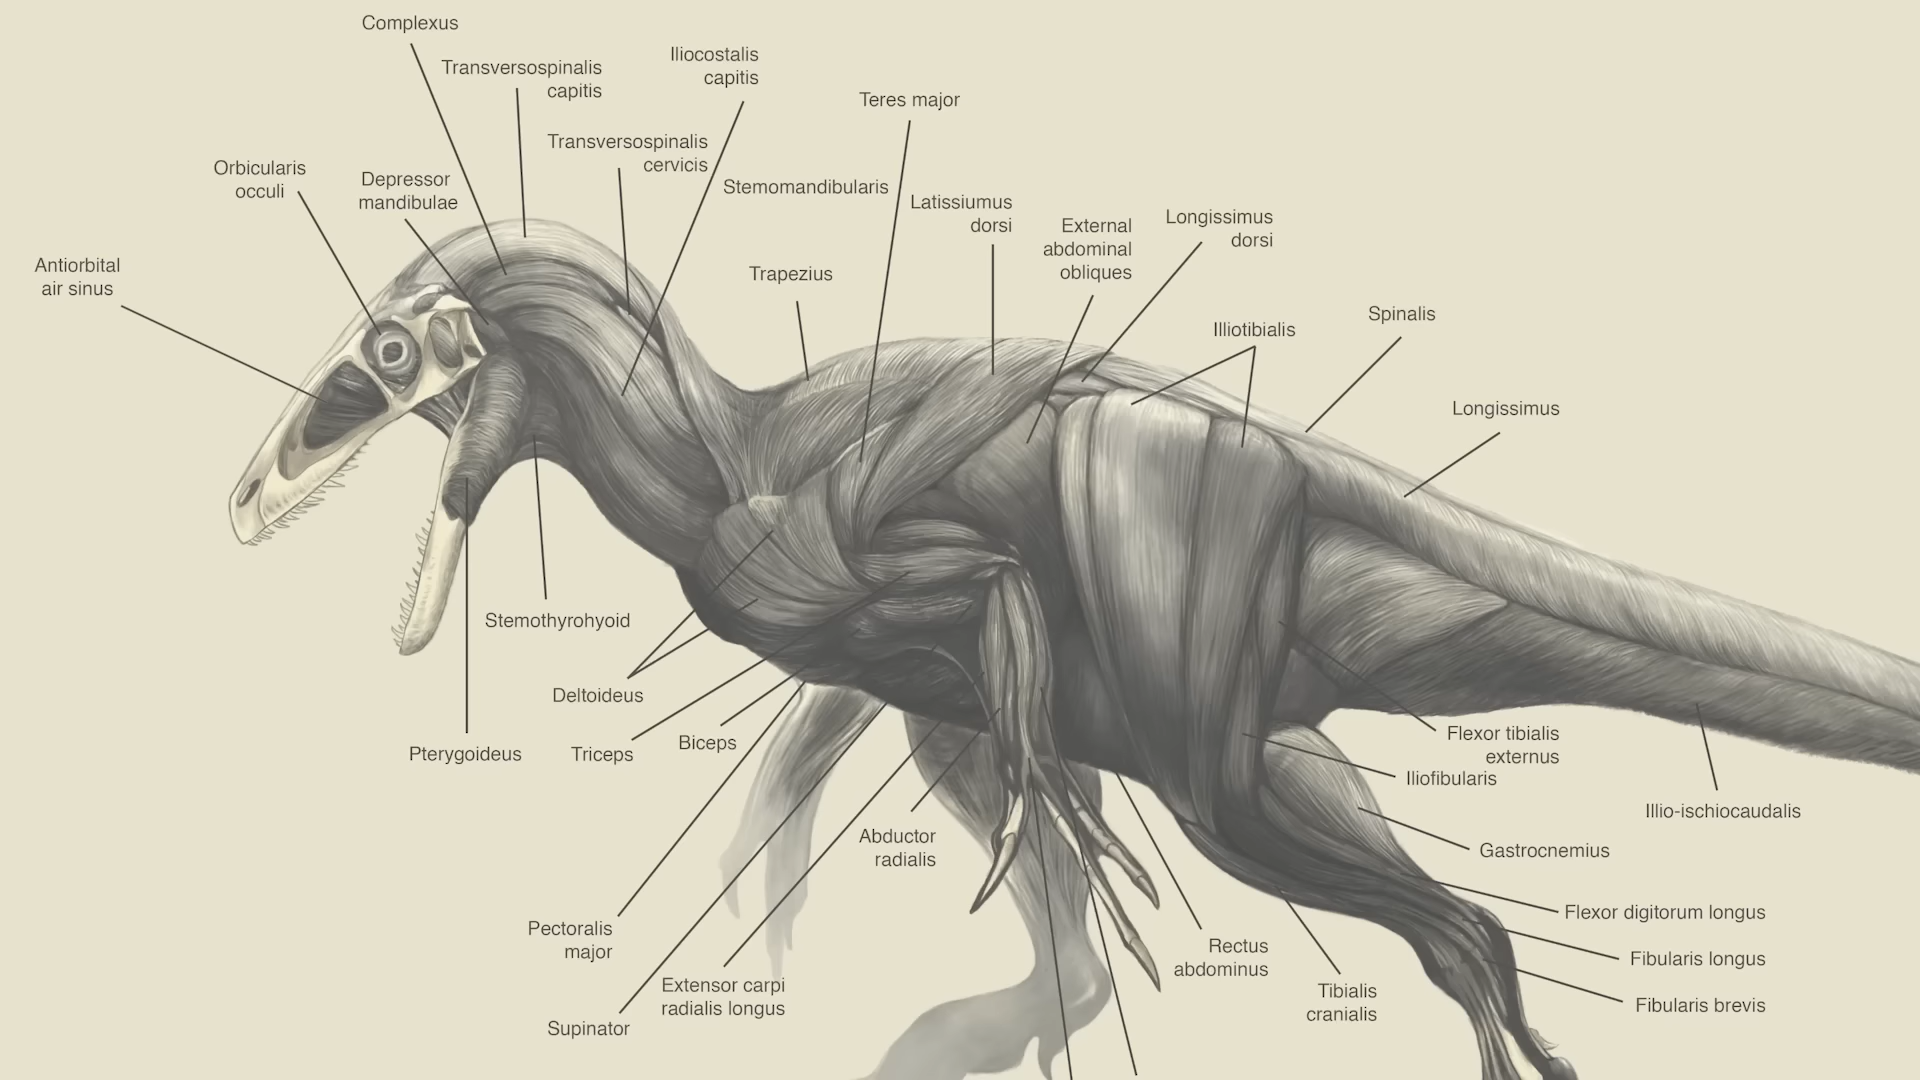 Complexus
Transversospinalis
capitis
Iliocostalis
capitis
Teres major
Transversospinalis
cervicis
Orbicularis
occuli
Depressor
mandibulae
Stemomandibularis
Latissiumus
dorsi
External
abdominal
obliques
Longissimus
dorsi
Antiorbital
air sinus
Trapezius
Illiotibialis
Spinalis
Longissimus
Stemothyrohyoid
Deltoideus
Pterygoideus
Triceps
Biceps
Flexor tibialis
externus
Iliofibularis
Illio-ischiocaudalis
Abductor
radialis
Gastrocnemius
Pectoralis
major
Flexor digitorum longus
Rectus
abdominus
Fibularis longus
Extensor carpi
radialis longus
Tibialis
cranialis
Fibularis brevis
Supinator